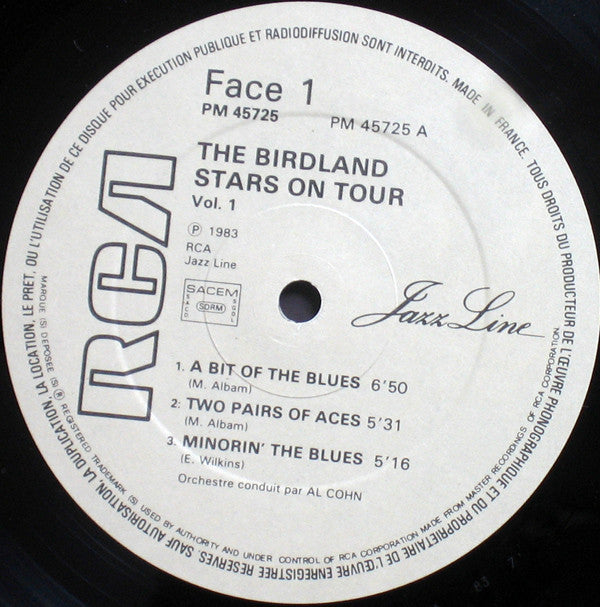 Face 1
PM 45725
PM 45725 A
THE BIRDLAND
STARS ON TOUR
Vol. 1
℗ 1983
RCA
Jazz Line
SACEM
SACD
SDRM
SGDL
RCA
Jazz Line
1. A BIT OF THE BLUES 6'50
(M. Albam)
2: TWO PAIRS OF ACES 5'31
(M. Albam)
3. MINORIN' THE BLUES 5'16
(E. Wilkins)
Orchestre conduit par AL COHN
MADE IN FRANCE. TOUS DROITS DU PRODUCTEUR DE L'ŒUVRE PHONOGRAPHIQUE ET DU PROPRIÉTAIRE DE L'ŒUVRE ENREGISTREE RESERVES. SAUF AUTORISATION, LA DUPLICATION, LA LOCATION, LE PRET, OU L'UTILISATION DE CE DISQUE POUR EXECUTION PUBLIQUE ET RADIODIFFUSION SONT INTERDITS.
MARQUE (S) DEPOSEE (S) ® REGISTERED TRADEMARK (S) USED BY AUTHORITY AND UNDER CONTROL OF RCA CORPORATION MADE FROM MASTER RECORDINGS OF RCA CORPORATION.